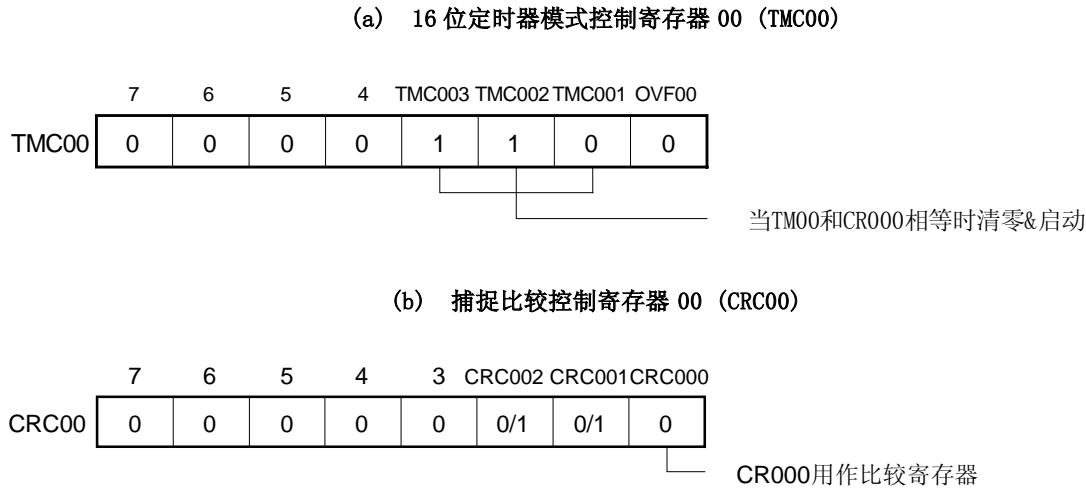 (a) 16 位定时器模式控制寄存器 00 (TMC00)
7 6 5 4 TMC003 TMC002 TMC001 OVF00
TMC00 0 0 0 0 1 1 0 0
当TM00和CR000相等时清零&启动
(b) 捕捉比较控制寄存器 00 (CRC00)
7 6 5 4 3 CRC002 CRC001 CRC000
CRC00 0 0 0 0 0 0/1 0/1 0
CR000用作比较寄存器